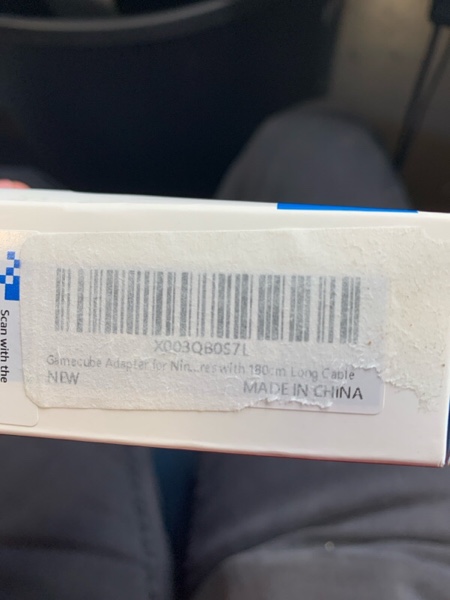 Scan with the
X003QB0S7L
Gamecube Adapter for Nin...res with 180cm Long Cable
NEW
MADE IN CHINA